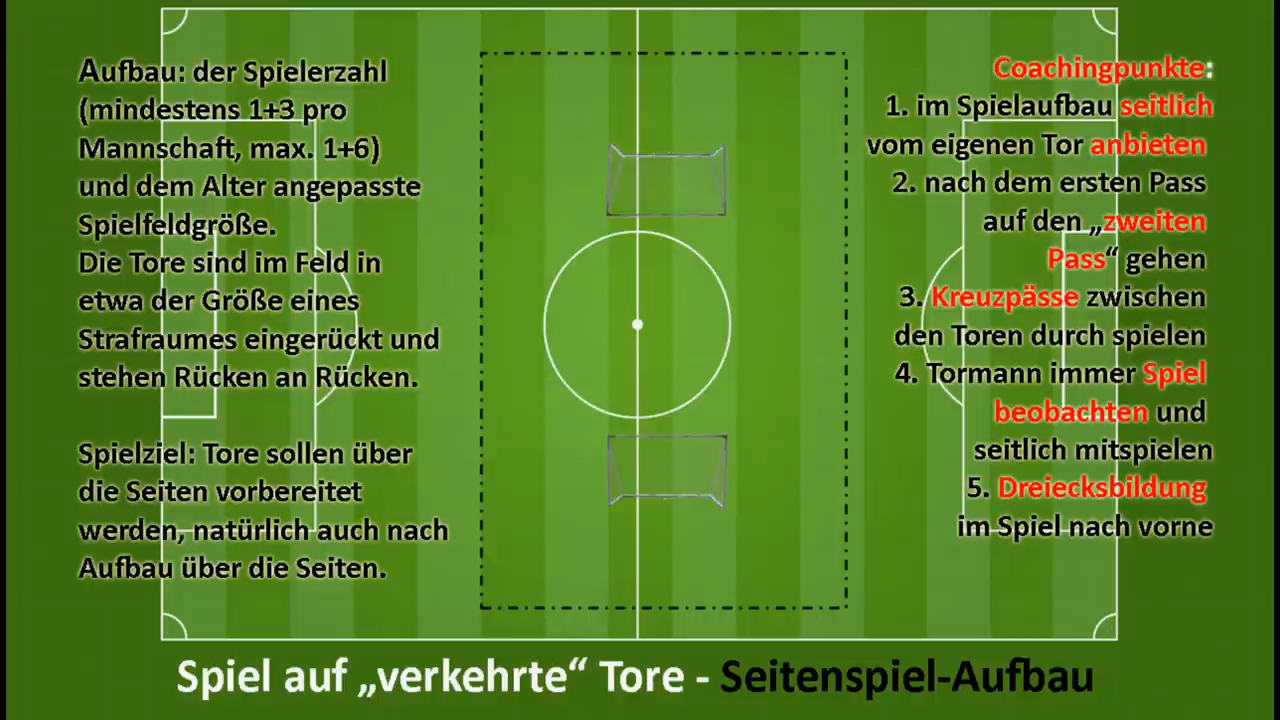 Aufbau: der Spielerzahl
(mindestens 1+3 pro
Mannschaft, max. 1+6)
und dem Alter angepasste
Spielfeldgröße.
Die Tore sind im Feld in
etwa der Größe eines
Strafraumes eingerückt und
stehen Rücken an Rücken.
Spielziel: Tore sollen über
die Seiten vorbereitet
werden, natürlich auch nach
Aufbau über die Seiten.
Coachingpunkte:
1. im Spielaufbau seitlich
vom eigenen Tor anbieten
2. nach dem ersten Pass
auf den „zweiten
Pass“ gehen
3. Kreuzpässe zwischen
den Toren durch spielen
4. Tormann immer Spiel
beobachten und
seitlich mitspielen
5. Dreiecksbildung
im Spiel nach vorne
Spiel auf „verkehrte“ Tore - Seitenspiel-Aufbau